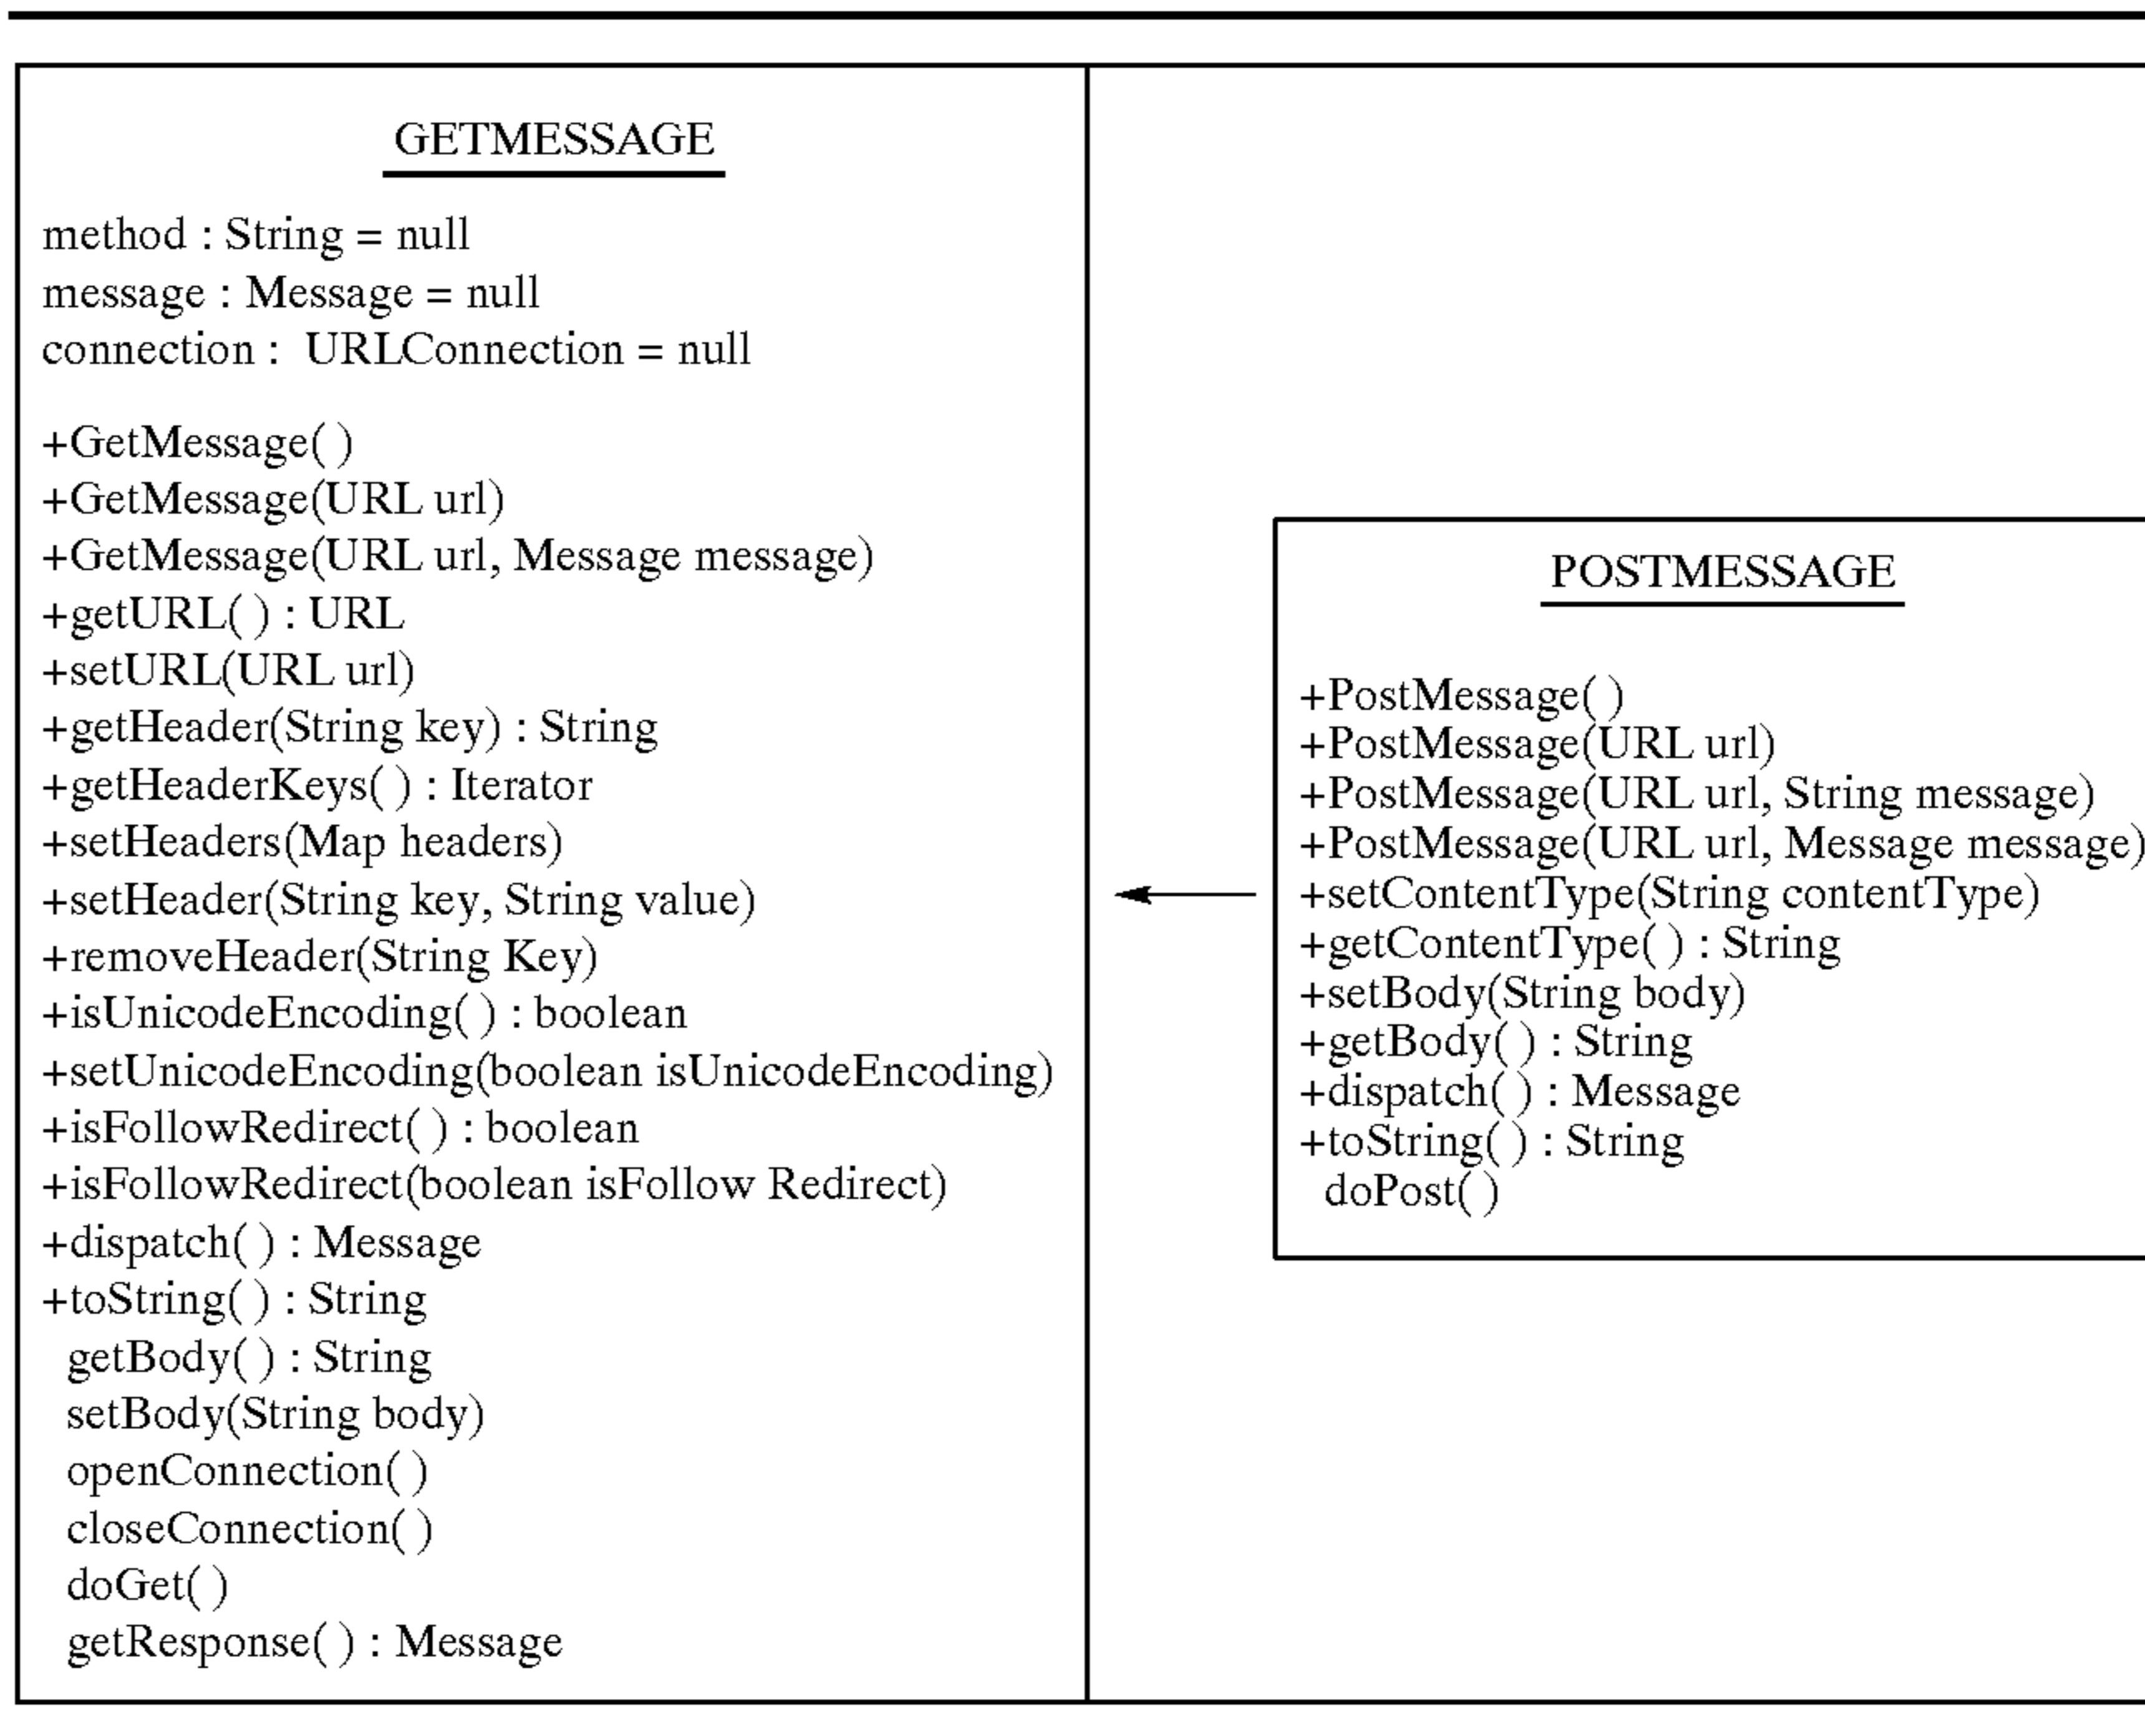 GETMESSAGE
method : String = null
message : Message = null
connection :  URLConnection = null
+GetMessage( )
+GetMessage(URL url)
+GetMessage(URL url, Message message)
+getURL( ) : URL
+setURL(URL url)
+getHeader(String key) : String
+getHeaderKeys( ) : Iterator
+setHeaders(Map headers)
+setHeader(String key, String value)
+removeHeader(String Key)
+isUnicodeEncoding( ) : boolean
+setUnicodeEncoding(boolean isUnicodeEncoding)
+isFollowRedirect( ) : boolean
+isFollowRedirect(boolean isFollow Redirect)
+dispatch( ) : Message
+toString( ) : String
getBody( ) : String
setBody(String body)
openConnection( )
closeConnection( )
doGet( )
getResponse( ) : Message
POSTMESSAGE
+PostMessage( )
+PostMessage(URL url)
+PostMessage(URL url, String message)
+PostMessage(URL url, Message message)
+setContentType(String contentType)
+getContentType( ) : String
+setBody(String body)
+getBody( ) : String
+dispatch( ) : Message
+toString( ) : String
doPost( )